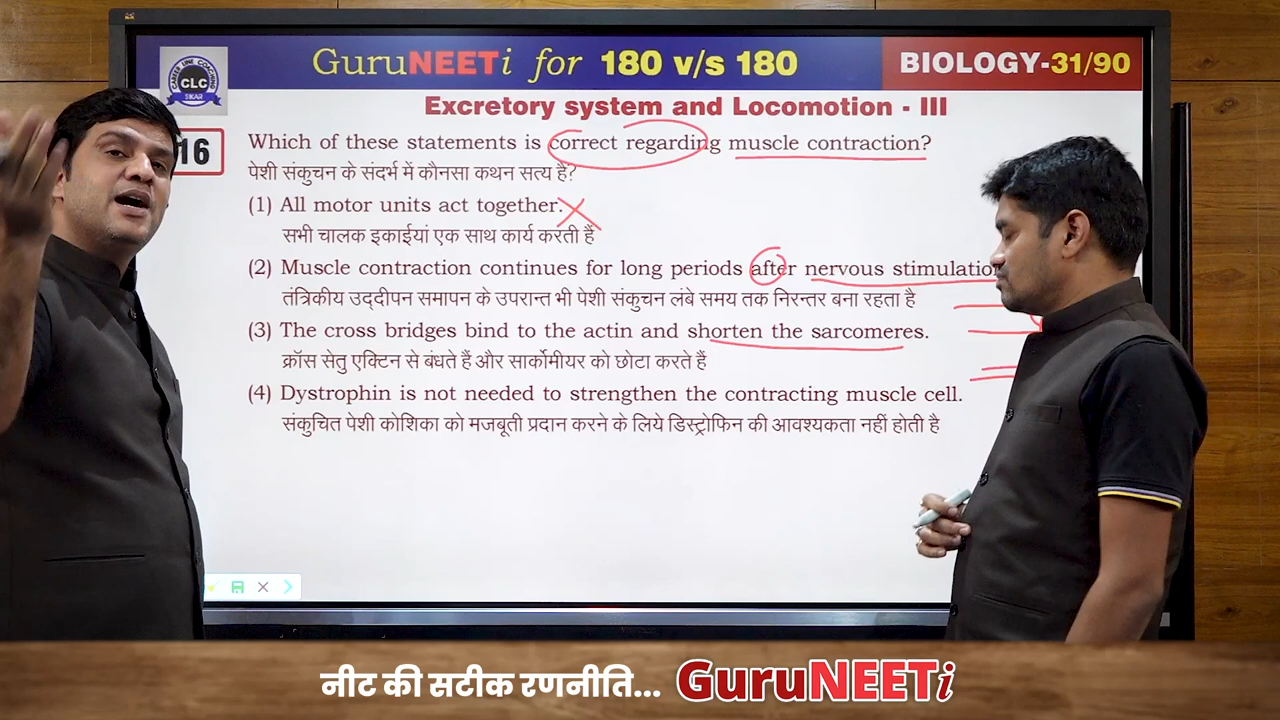 GuruNEETi for 180 v/s 180
BIOLOGY-31/90
CLC
SIKAR
Excretory system and Locomotion - III
16
Which of these statements is correct regarding muscle contraction?
पेशी संकुचन के संदर्भ में कौनसा कथन सत्य है?
(1) All motor units act together.
सभी चालक इकाईयां एक साथ कार्य करती हैं
(2) Muscle contraction continues for long periods after nervous stimulation
तंत्रिकीय उद्दीपन समापन के उपरान्त भी पेशी संकुचन लंबे समय तक निरन्तर बना रहता है
(3) The cross bridges bind to the actin and shorten the sarcomeres.
क्रॉस सेतु एक्टिन से बंधते हैं और सार्कोमीयर को छोटा करते हैं
(4) Dystrophin is not needed to strengthen the contracting muscle cell.
संकुचित पेशी कोशिका को मजबूती प्रदान करने के लिये डिस्ट्रोफिन की आवश्यकता नहीं होती है
नीट की सटीक रणनीति... GuruNEETi